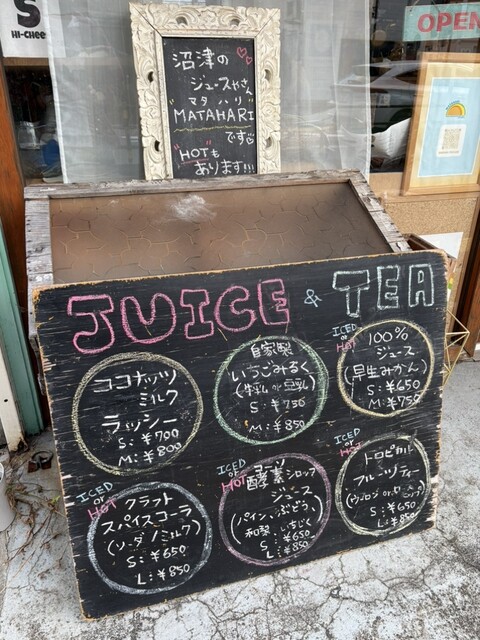 S
HI-CHEE
OPEN
沼津の
ジュースやさん
"マタ ハリ"
MATAHARI
です
"HOT"も
あります!!!
JUICE & TEA
ココナッツ
ミルク
ラッシー
S:¥700
M:¥800
自家製
いちごみるく
(牛乳 or 豆乳)
S:¥750
M:¥850
ICED
or
HOT
100%
ジュース
(早生みかん)
S:¥650
M:¥750
ICED
or
HOT
クラフト
スパイスコーラ
(ソーダ/ミルク)
S:¥650
L:¥850
ICED
or
HOT
酵素シロップ
ジュース
(パイン、ぶどう、
和梨、いちじく)
S:¥650
L:¥850
ICED
or
HOT
トロピカル
フルーツティー
S:¥650
L:¥850